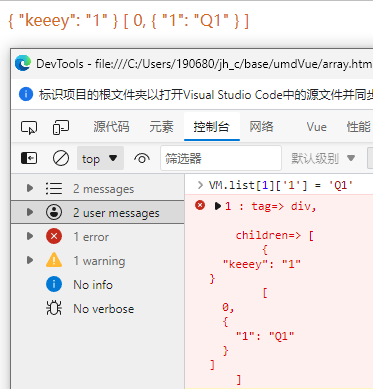 { "keeey": "1" } [ 0, { "1": "Q1" } ]
DevTools - file:///C:/Users/190680/jh_c/base/umdVue/array.htm
标识项目的根文件夹以打开Visual Studio Code中的源文件并同步
源代码 元素 控制台 网络 Vue 性能
top 筛选器 默认级别
2 messages
2 user messages
1 error
1 warning
No info
No verbose
VM.list[1]['1'] = 'Q1'
1 : tag=> div,
children=> [
{
"keeey": "1"
}
[
0,
{
"1": "Q1"
}
]
]